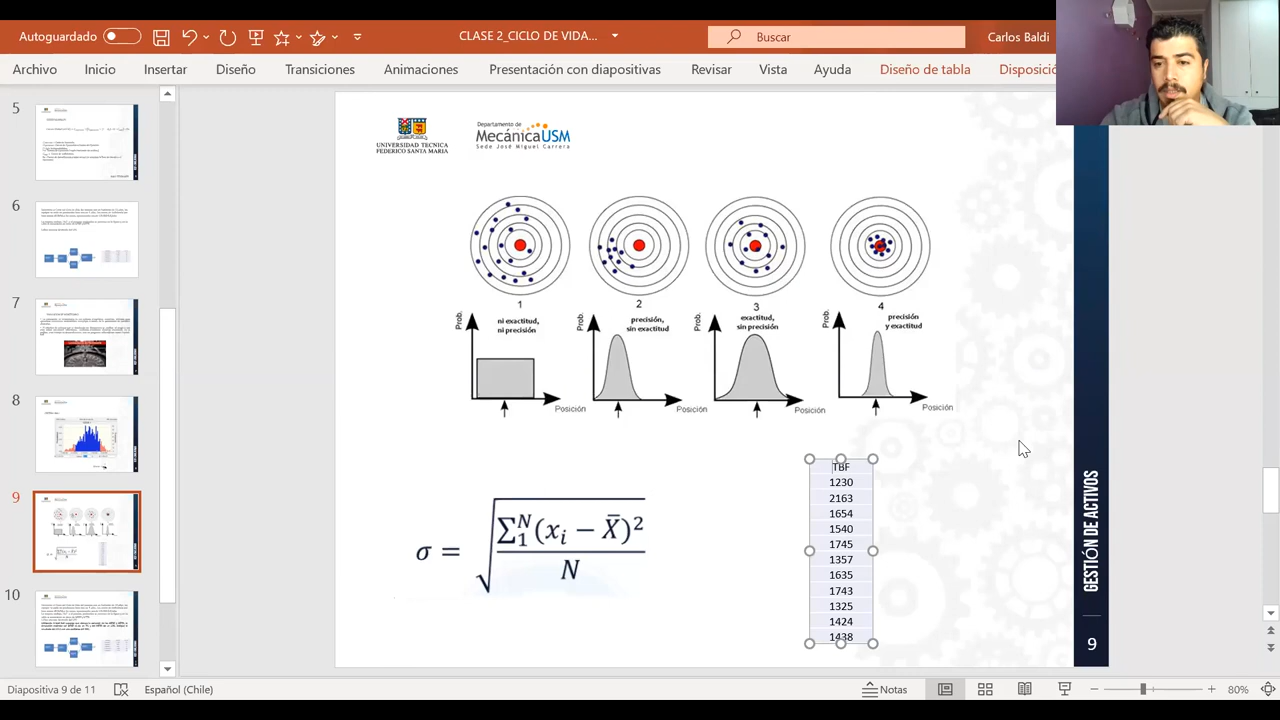 Autoguardado
CLASE 2_CICLO DE VIDA...
Buscar
Carlos Baldi
Archivo Inicio Insertar Diseño Transiciones Animaciones Presentación con diapositivas Revisar Vista Ayuda Diseño de tabla Disposició
5
6
7
8
9
10
UNIVERSIDAD TECNICA
FEDERICO SANTA MARIA
Departamento de
MecánicaUSM
Sede José Miguel Carrera
1 2 3 4
Prob.
ni exactitud,
ni precisión
Posición
Prob.
precisión,
sin exactitud
Posición
Prob.
exactitud,
sin precisión
Posición
Prob.
precisión
y exactitud
Posición
σ = √(∑₁ᴺ(xᵢ − X̄)² / N)
TBF
1230
2163
1654
1540
1745
1357
1635
1743
1325
1424
1438
GESTIÓN DE ACTIVOS
9
Diapositiva 9 de 11 Español (Chile) Notas 80%